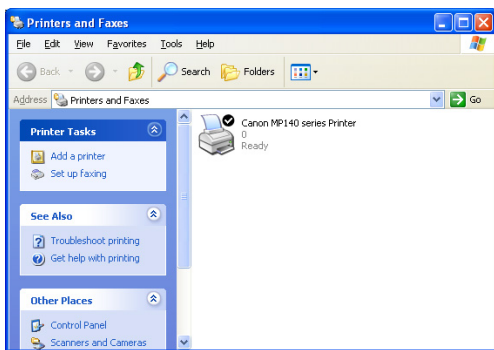 Printers and Faxes
File Edit View Favorites Tools Help
Back Search Folders
Address Printers and Faxes Go
Printer Tasks
Add a printer
Set up faxing
See Also
Troubleshoot printing
Get help with printing
Other Places
Control Panel
Scanners and Cameras
Canon MP140 series Printer
0
Ready